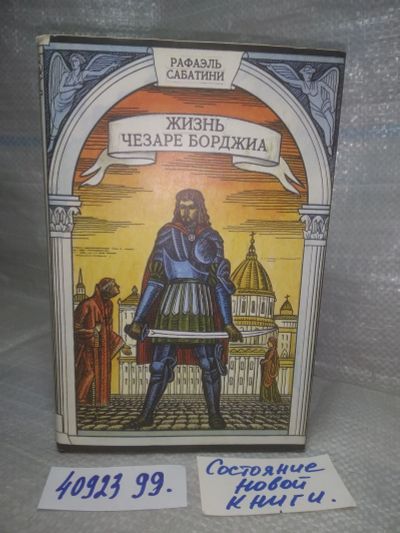 РАФАЭЛЬ
САБАТИНИ
ЖИЗНЬ
ЧЕЗАРЕ БОРДЖИА
40923 99.
Состояние
новой
книги.